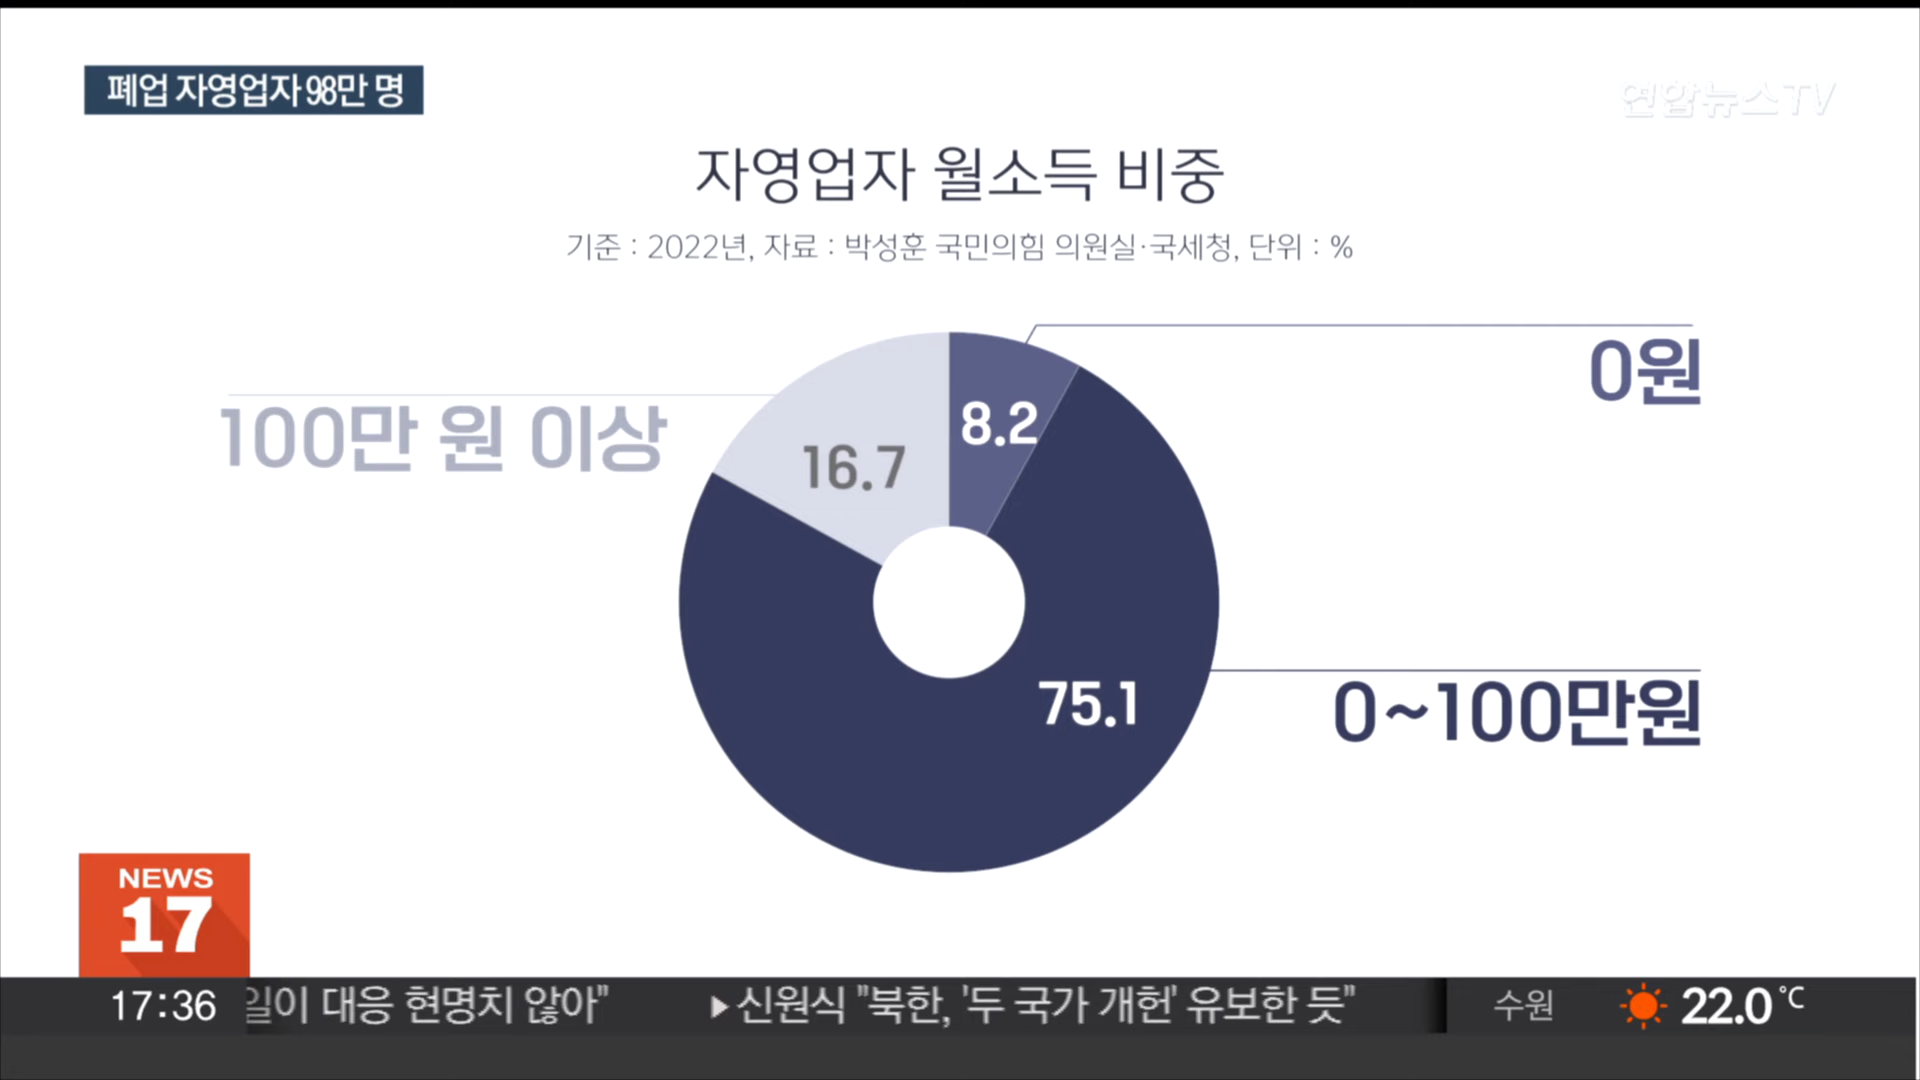 폐업 자영업자 98만 명
연합뉴스TV
자영업자 월소득 비중
기준 : 2022년, 자료 : 박성훈 국민의힘 의원실·국세청, 단위 : %
0원
8.2
100만 원 이상
16.7
75.1
0~100만원
NEWS
17
17:36 일이 대응 현명치 않아" ▶신원식 "북한, '두 국가 개헌' 유보한 듯" 수원 22.0℃